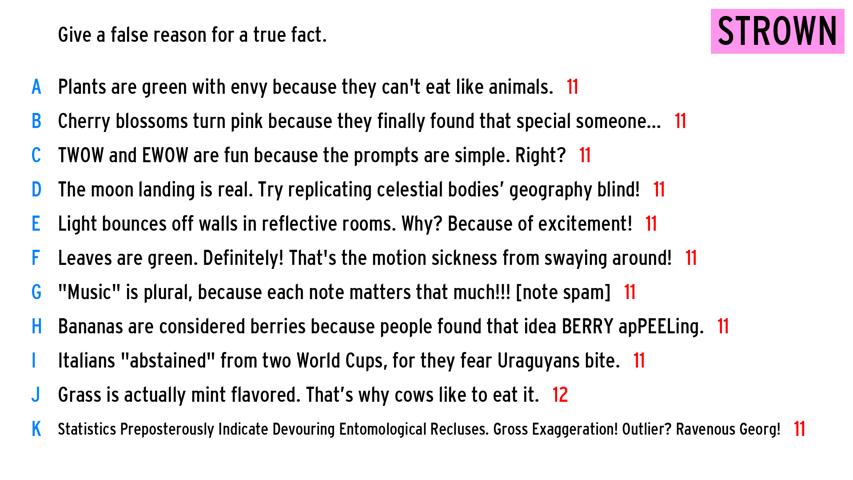 Give a false reason for a true fact.
STROWN
A Plants are green with envy because they can't eat like animals. 11
B Cherry blossoms turn pink because they finally found that special someone... 11
C TWOW and EWOW are fun because the prompts are simple. Right? 11
D The moon landing is real. Try replicating celestial bodies’ geography blind! 11
E Light bounces off walls in reflective rooms. Why? Because of excitement! 11
F Leaves are green. Definitely! That's the motion sickness from swaying around! 11
G "Music" is plural, because each note matters that much!!! [note spam] 11
H Bananas are considered berries because people found that idea BERRY apPEELing. 11
I Italians "abstained" from two World Cups, for they fear Uraguyans bite. 11
J Grass is actually mint flavored. That’s why cows like to eat it. 12
K Statistics Preposterously Indicate Devouring Entomological Recluses. Gross Exaggeration! Outlier? Ravenous Georg! 11